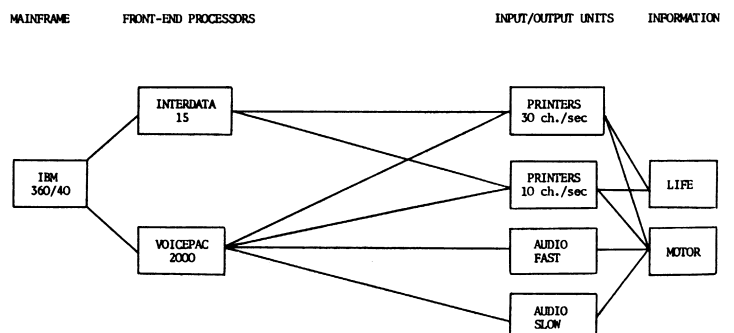 MAINFRAME FRONT-END PROCESSORS INPUT/OUTPUT UNITS INFORMATION
INTERDATA
15
PRINTERS
30 ch./sec
IBM
360/40
PRINTERS
10 ch./sec
LIFE
VOICEPAC
2000
AUDIO
FAST
MOTOR
AUDIO
SLOW